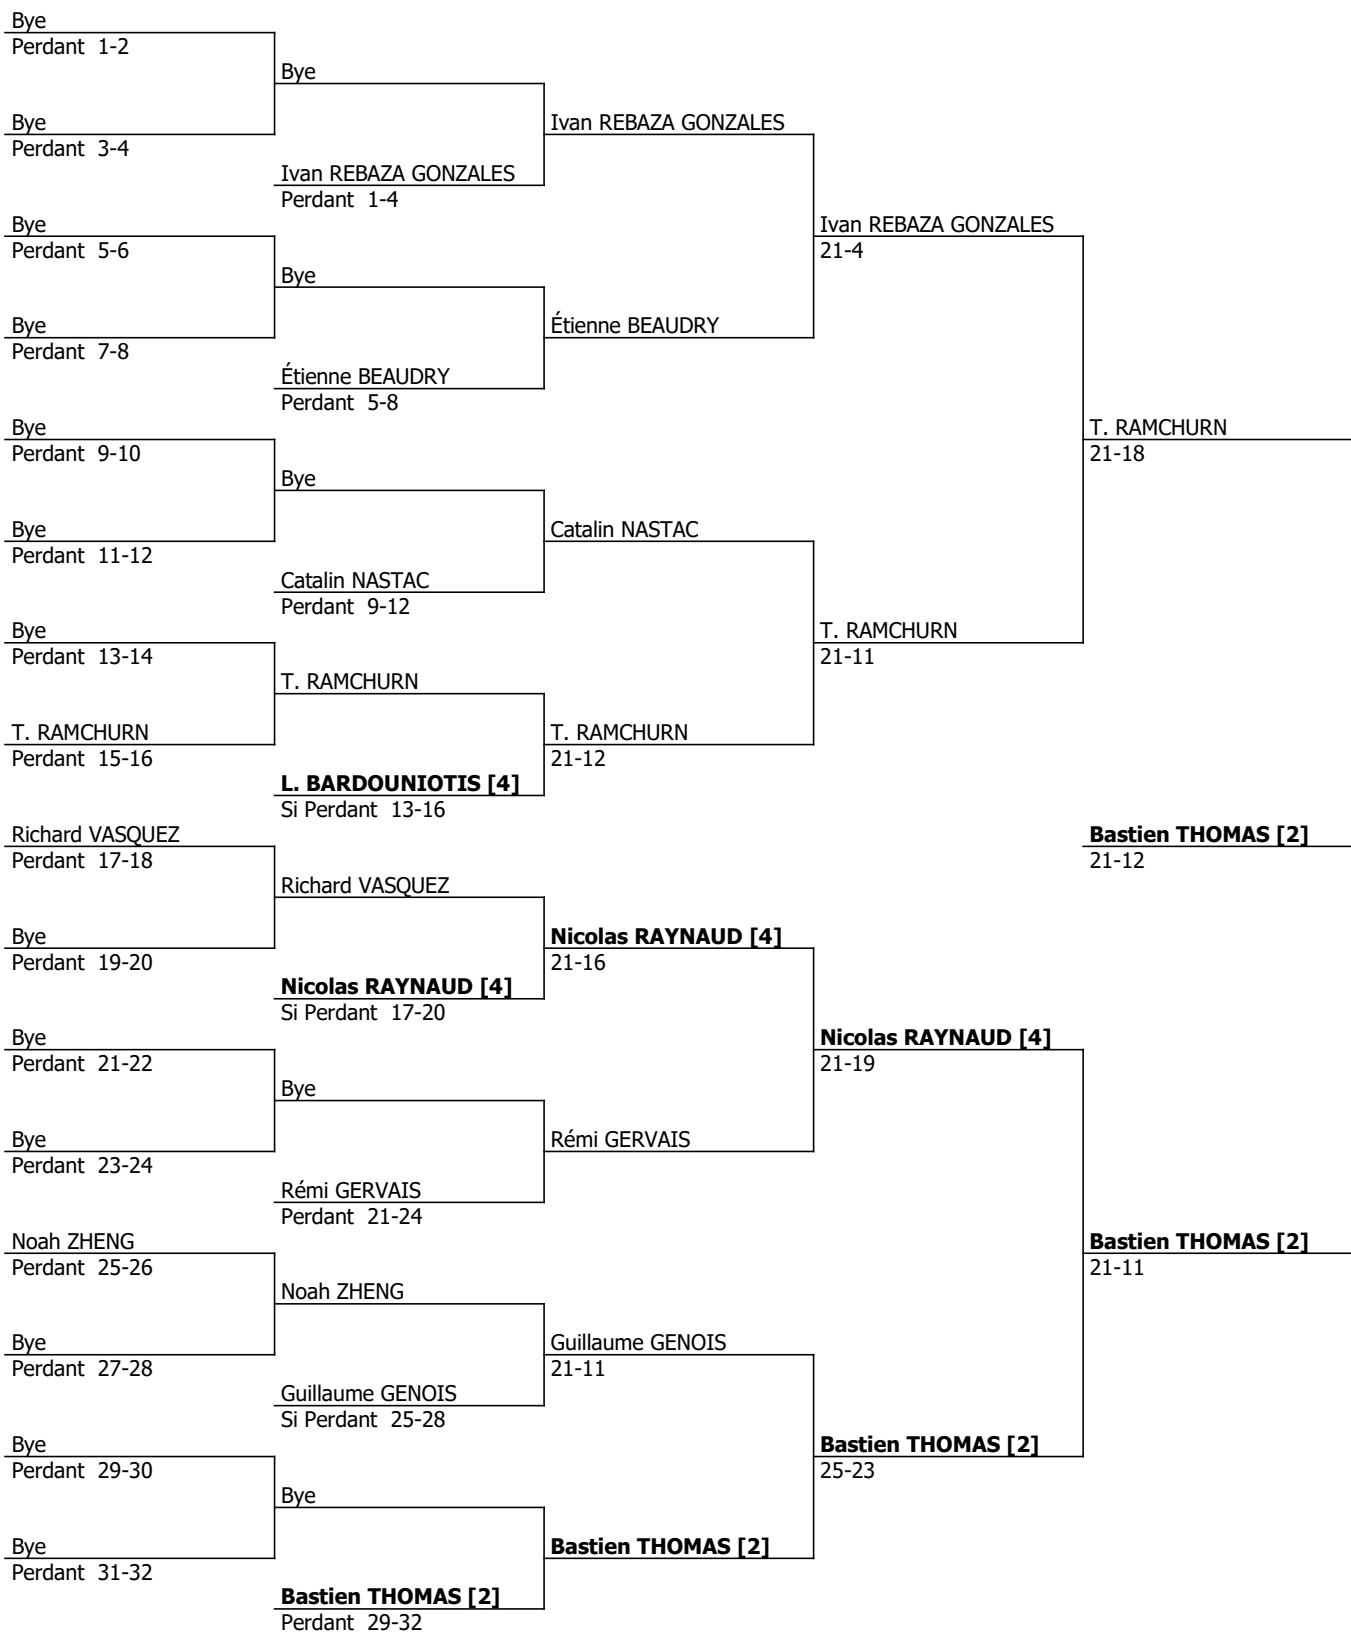 Bye
Perdant 1-2
Bye
Bye
Perdant 3-4
Ivan REBAZA GONZALES
Ivan REBAZA GONZALES
Perdant 1-4
Bye
Perdant 5-6
Ivan REBAZA GONZALES
21-4
Bye
Bye
Perdant 7-8
Étienne BEAUDRY
Étienne BEAUDRY
Perdant 5-8
Bye
Perdant 9-10
T. RAMCHURN
21-18
Bye
Bye
Perdant 11-12
Catalin NASTAC
Catalin NASTAC
Perdant 9-12
Bye
Perdant 13-14
T. RAMCHURN
21-11
T. RAMCHURN
T. RAMCHURN
Perdant 15-16
T. RAMCHURN
21-12
L. BARDOUNIOTIS [4]
Si Perdant 13-16
Richard VASQUEZ
Perdant 17-18
Bastien THOMAS [2]
21-12
Richard VASQUEZ
Bye
Perdant 19-20
Nicolas RAYNAUD [4]
21-16
Nicolas RAYNAUD [4]
Si Perdant 17-20
Bye
Perdant 21-22
Nicolas RAYNAUD [4]
21-19
Bye
Bye
Perdant 23-24
Rémi GERVAIS
Rémi GERVAIS
Perdant 21-24
Noah ZHENG
Perdant 25-26
Bastien THOMAS [2]
21-11
Noah ZHENG
Bye
Perdant 27-28
Guillaume GENOIS
21-11
Guillaume GENOIS
Si Perdant 25-28
Bye
Perdant 29-30
Bastien THOMAS [2]
25-23
Bye
Bye
Perdant 31-32
Bastien THOMAS [2]
Bastien THOMAS [2]
Perdant 29-32